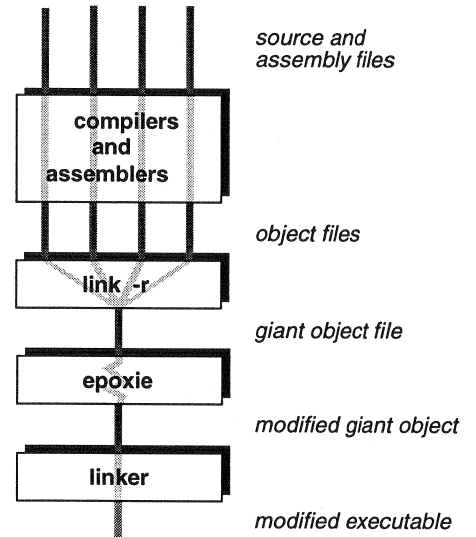 source and
assembly files
compilers
and
assemblers
object files
link -r
giant object file
epoxie
modified giant object
linker
modified executable